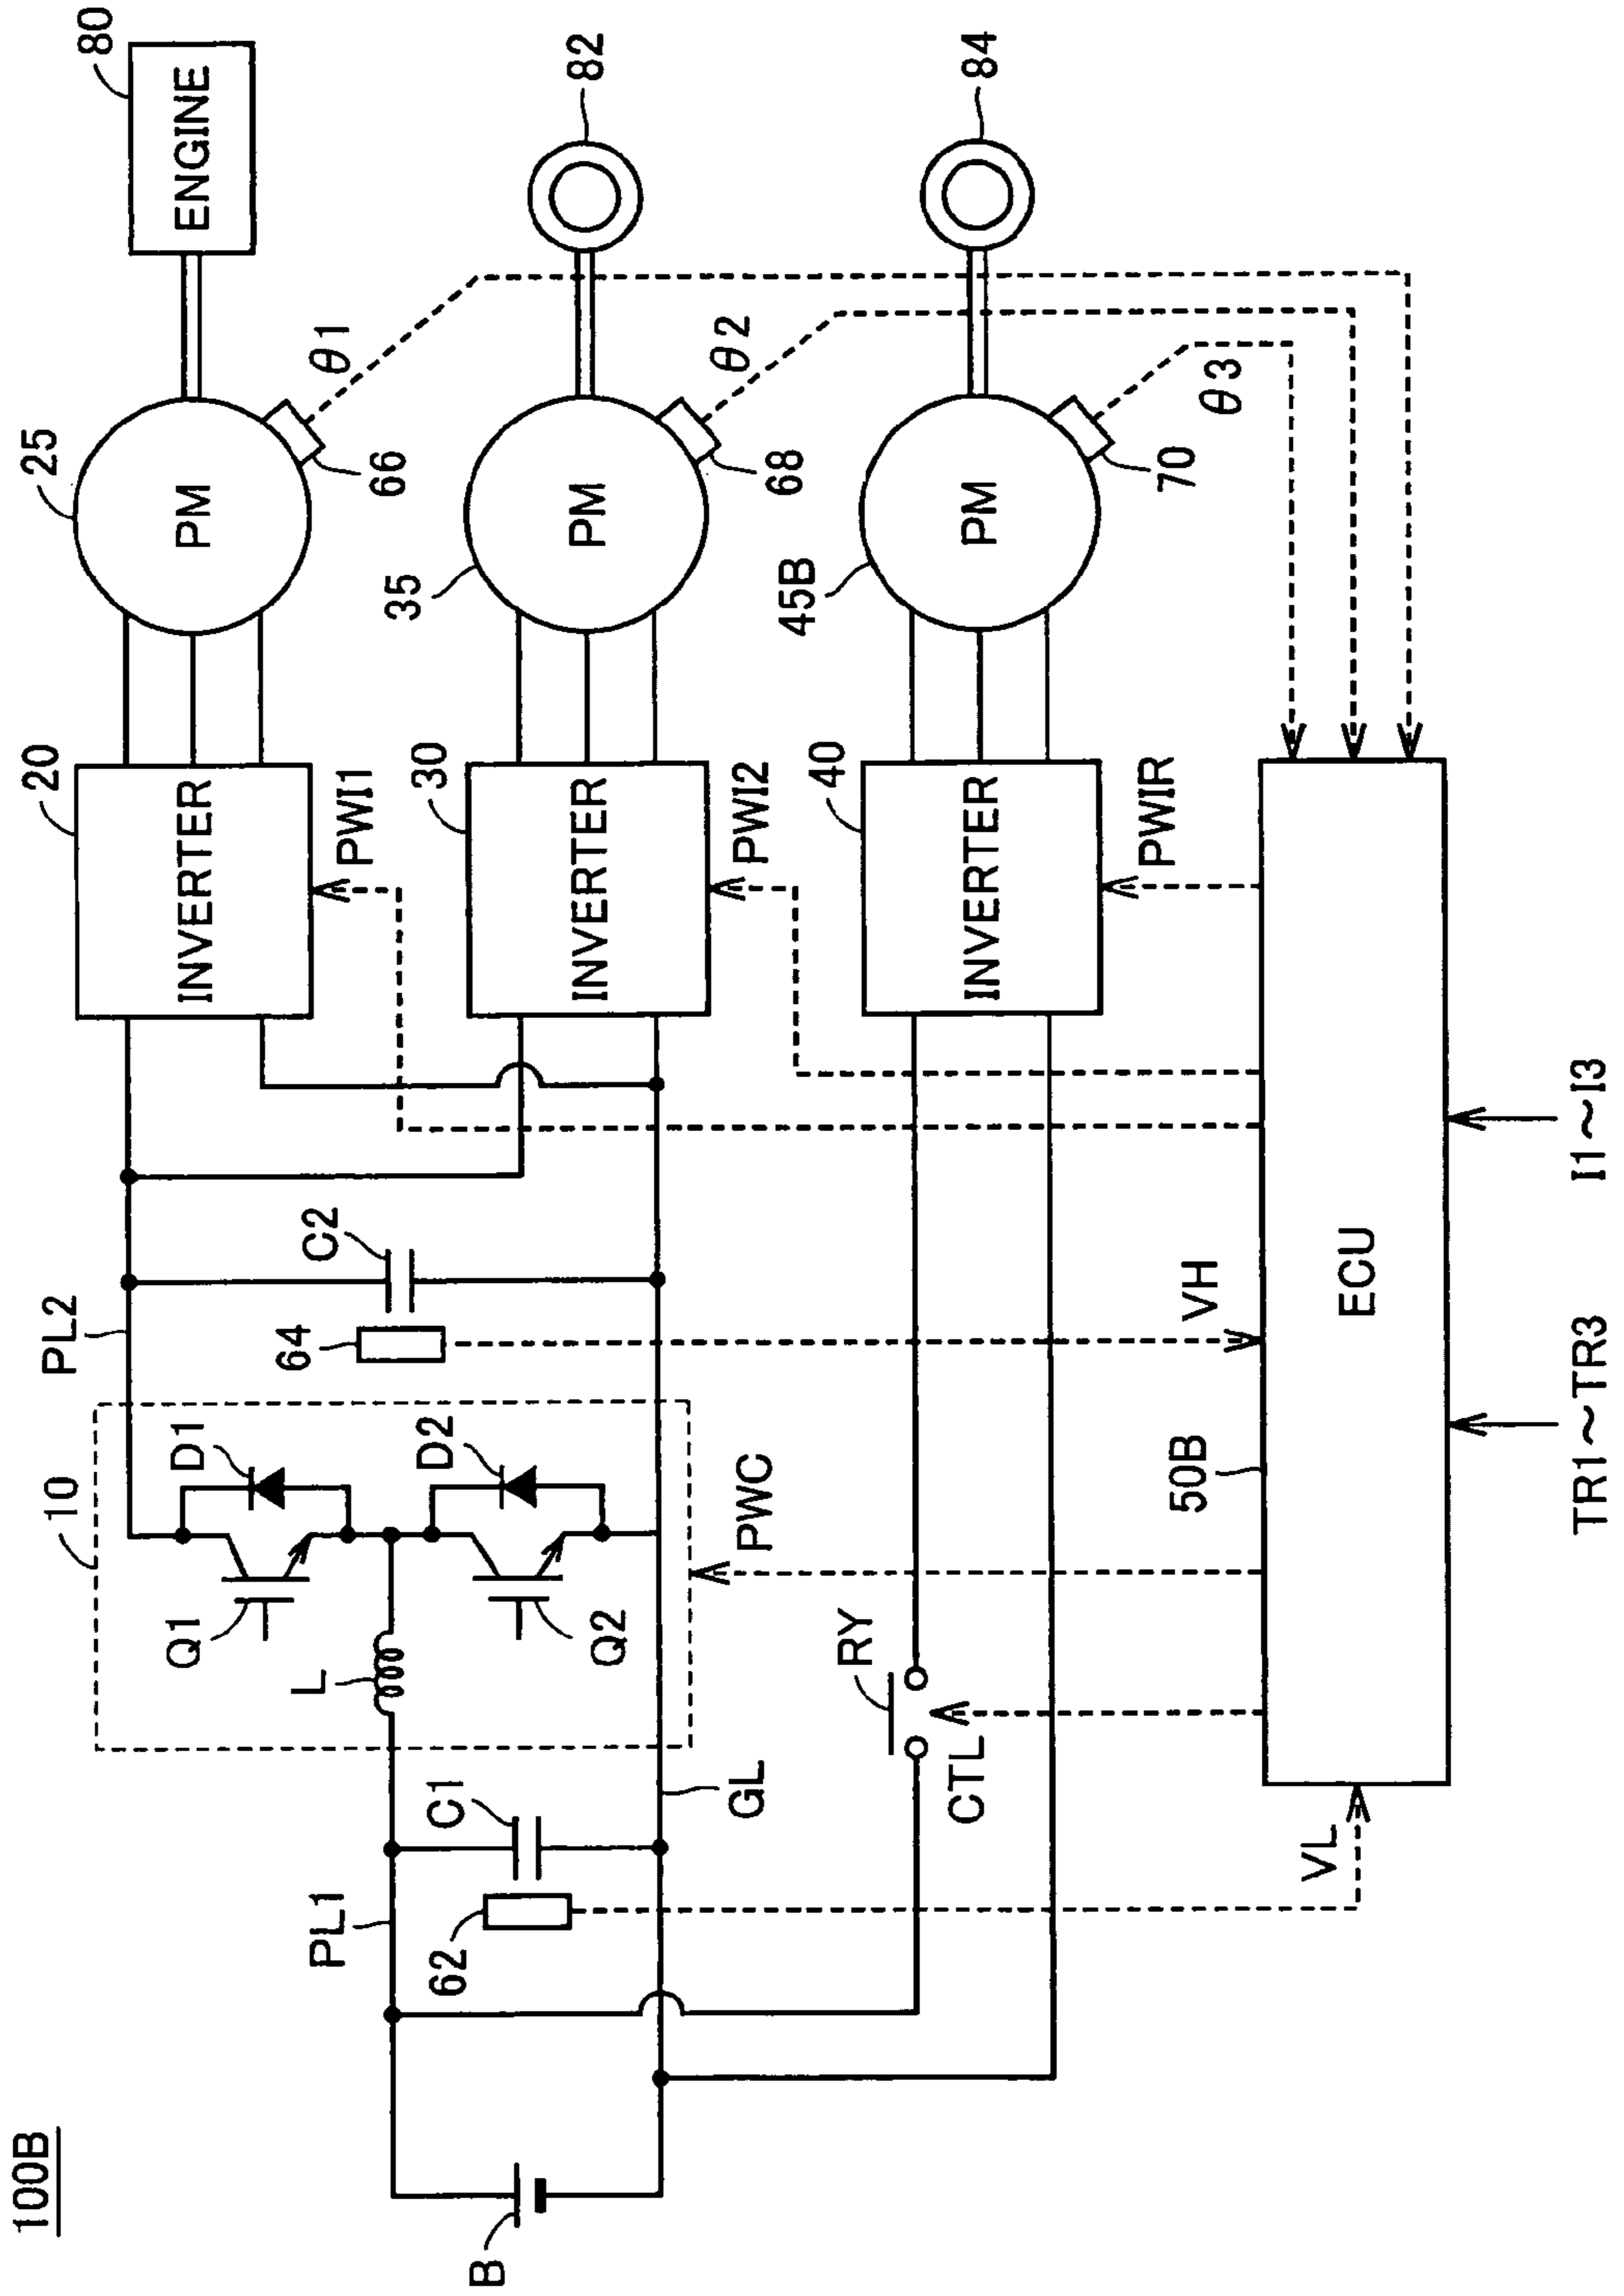 100B
PL2
C2
64
10
D1
D2
Q1
Q2
L
PL1
C1
62
GL
B
PWC
RY
CTL
VH
VL
20
INVERTER
PWI1
25
PM
66
θ1
80
ENGINE
30
INVERTER
PWI2
35
PM
68
θ2
82
40
INVERTER
PWIR
45B
PM
70
θ3
84
50B
ECU
TR1~TR3
I1~I3